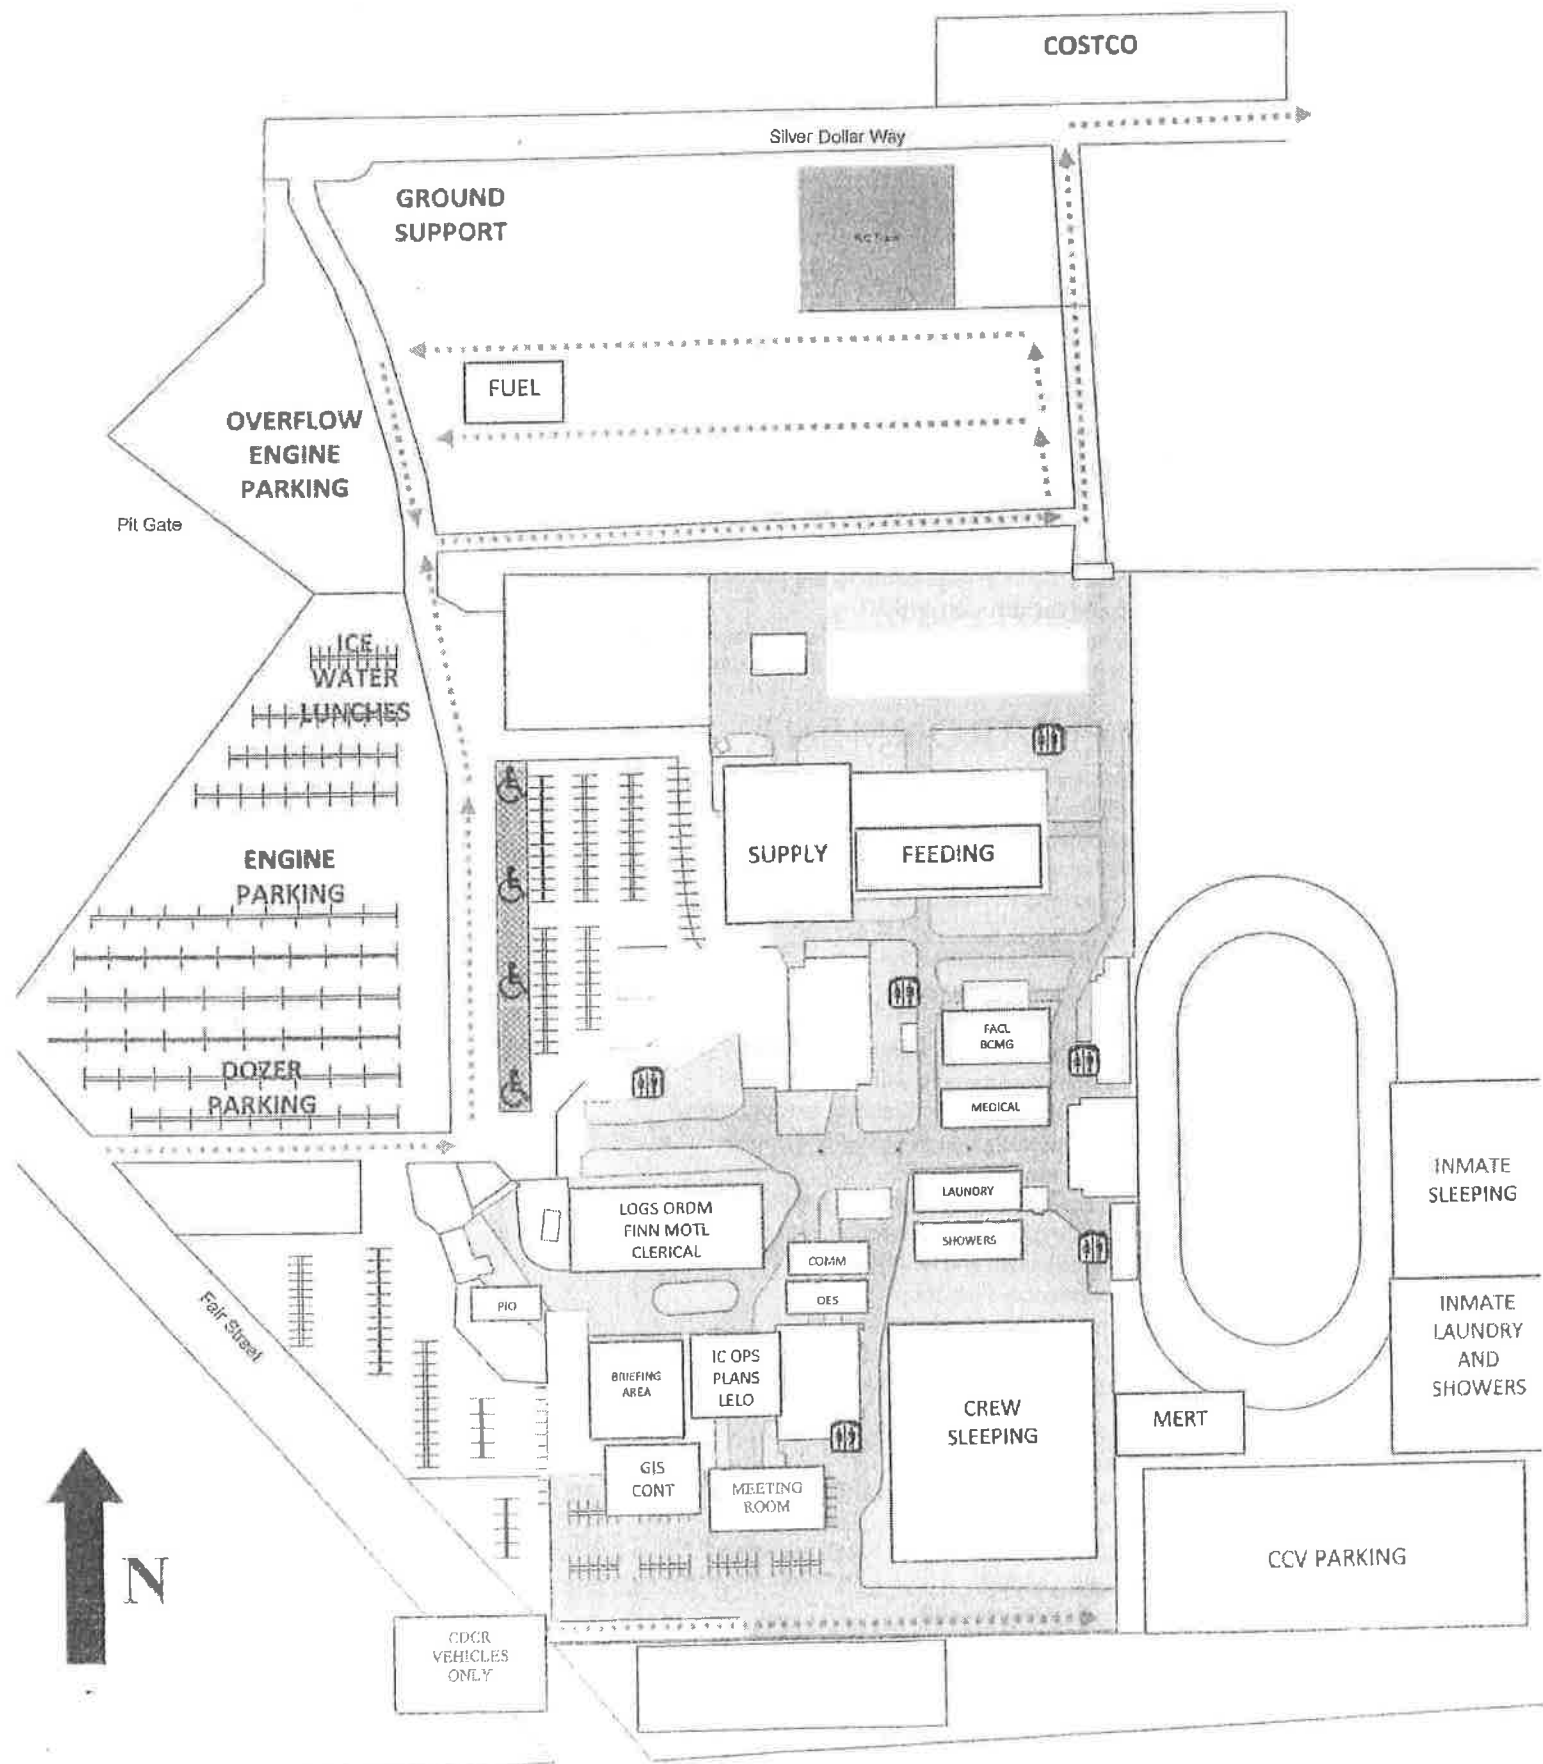 COSTCO
Silver Dollar Way
GROUND
SUPPORT
FUEL
OVERFLOW
ENGINE
PARKING
Pit Gate
ICE
WATER
LUNCHES
ENGINE
PARKING
SUPPLY
FEEDING
FACL
BCMG
MEDICAL
DOZER
PARKING
INMATE
SLEEPING
LAUNDRY
LOGS ORDM
FINN MOTL
CLERICAL
SHOWERS
COMM
OES
PIO
Fair Street
INMATE
LAUNDRY
AND
SHOWERS
BRIEFING
AREA
IC OPS
PLANS
LELO
CREW
SLEEPING
MERT
GIS
CONT
MEETING
ROOM
CCV PARKING
N
CDCR
VEHICLES
ONLY